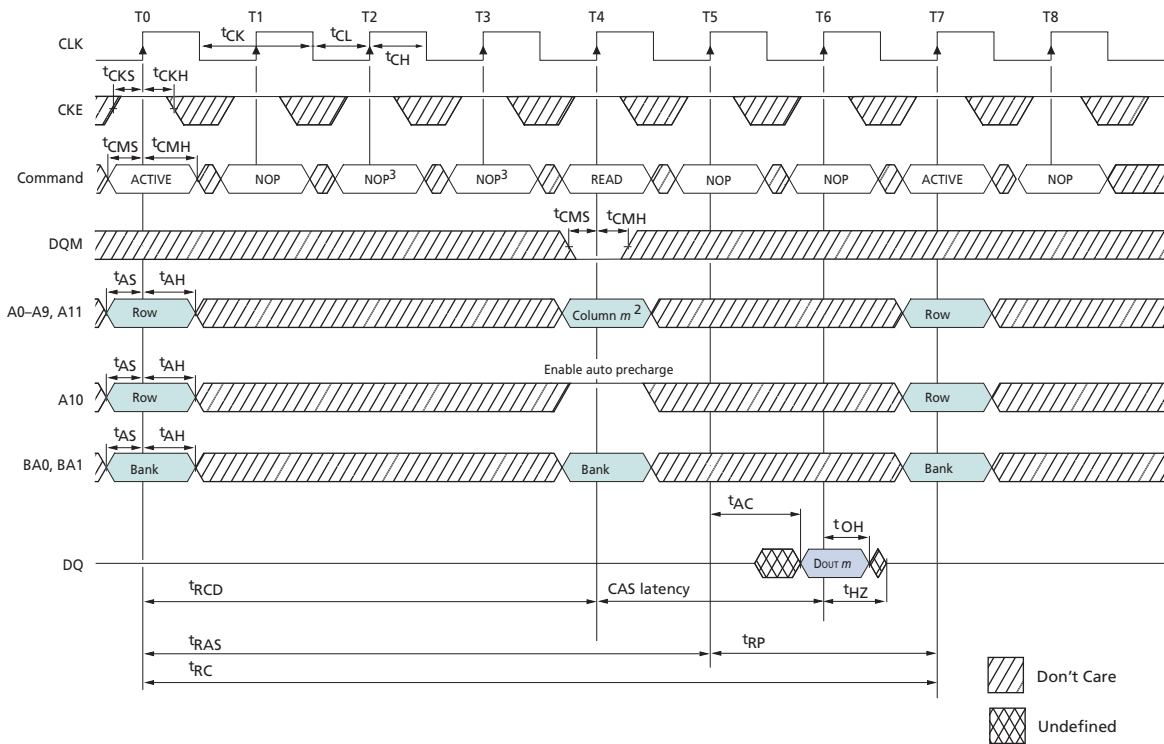 T0 T1 T2 T3 T4 T5 T6 T7 T8
CLK
tCK tCL
tCH
tCKS tCKH
CKE
tCMS tCMH
Command ACTIVE NOP NOP3 NOP3 READ NOP NOP ACTIVE NOP
tCMS tCMH
DQM
tAS tAH
A0–A9, A11 Row Column m 2 Row
Enable auto precharge
tAS tAH
A10 Row Row
tAS tAH
BA0, BA1 Bank Bank Bank
tAC
tOH
DQ DOUT m
tRCD CAS latency tHZ
tRAS tRP
tRC
Don't Care
Undefined